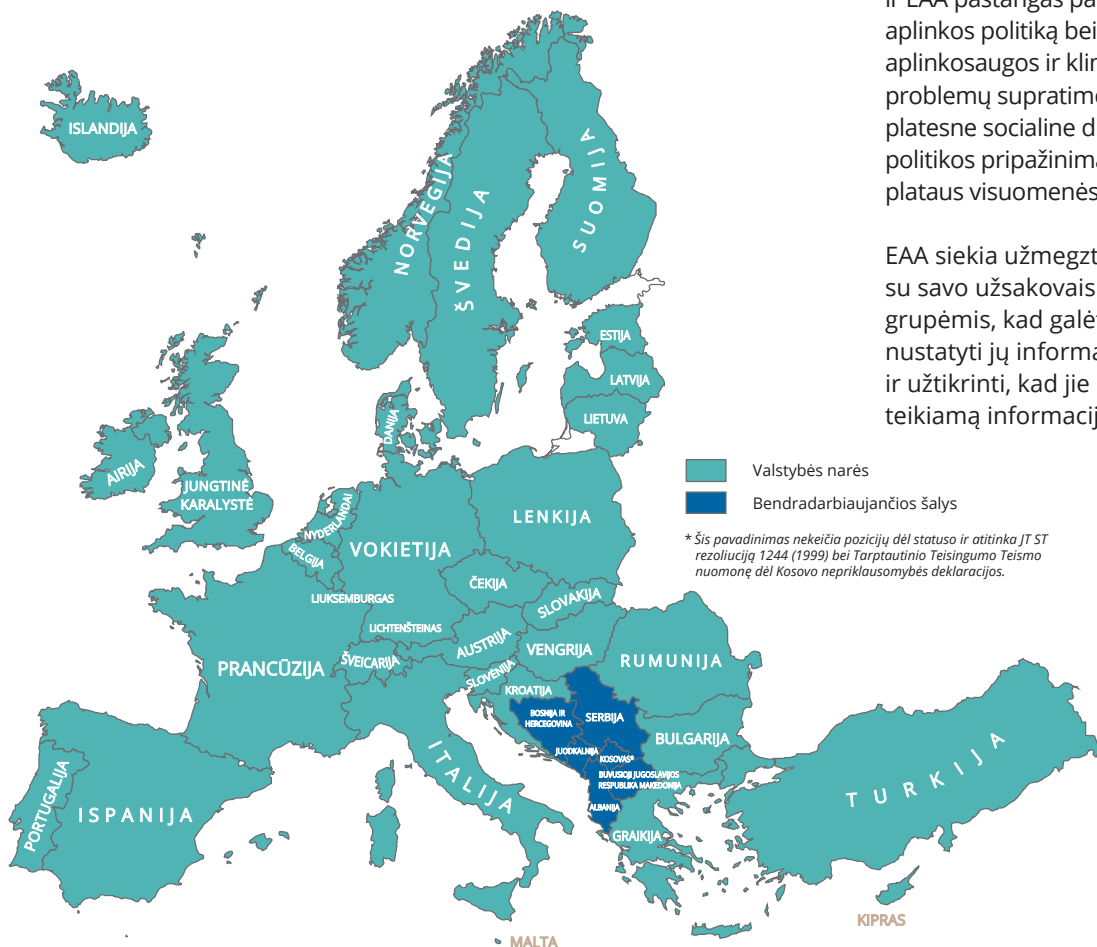 ir EAA pastangas pa
aplinkos politiką bei
aplinkosaugos ir klim
problemų supratim
platesne socialine d
politikos pripažinim
plataus visuomenės
EAA siekia užmegzt
su savo užsakovais
grupėmis, kad galėt
nustatyti jų informa
ir užtikrinti, kad jie
teikiamą informacij
ISLANDIJA
NORVEGIJA
ŠVEDIJA
SUOMIJA
ESTIJA
LATVIJA
LIETUVA
DANIJA
AIRIJA
JUNGTINĖ
KARALYSTĖ
NYDERLANDAI
BELGIJA
VOKIETIJA
LENKIJA
Valstybės narės
Bendradarbiaujančios šalys
* Šis pavadinimas nekeičia pozicijų dėl statuso ir atitinka JT ST
rezoliuciją 1244 (1999) bei Tarptautinio Teisingumo Teismo
nuomonę dėl Kosovo nepriklausomybės deklaracijos.
ČEKIJA
LIUKSEMBURGAS
SLOVAKIJA
LICHTENŠTEINAS
AUSTRIJA
VENGRIJA
PRANCŪZIJA
ŠVEICARIJA
SLOVĖNIJA
RUMUNIJA
KROATIJA
BOSNIJA IR
HERCEGOVINA
SERBIJA
BULGARIJA
JUODKALNIJA
KOSOVAS*
BUVUSIOJI JUGOSLAVIJOS
RESPUBLIKA MAKEDONIJA
ALBANIJA
GRAIKIJA
ITALIJA
TURKIJA
PORTUGALIJA
ISPANIJA
KIPRAS
MALTA